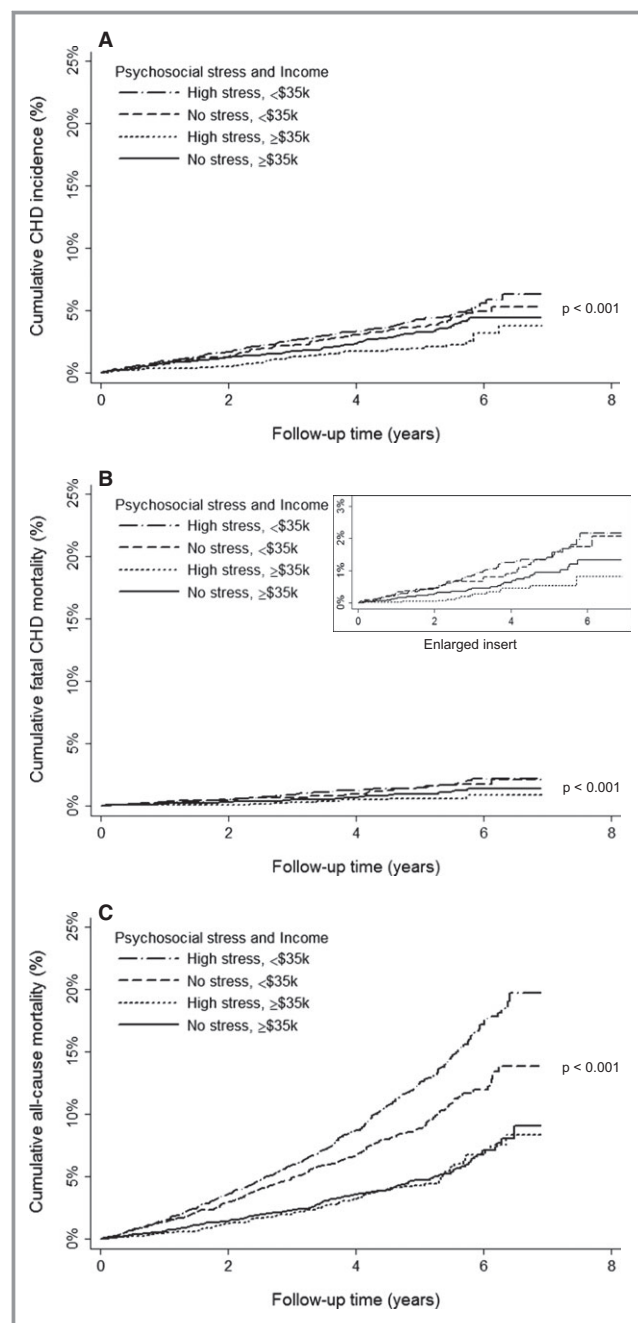 A
25%
20%
15%
10%
5%
0%
Cumulative CHD incidence (%)
Psychosocial stress and Income
High stress, <$35k
No stress, <$35k
High stress, ≥$35k
No stress, ≥$35k
p < 0.001
0 2 4 6 8
Follow-up time (years)
B
25%
20%
15%
10%
5%
0%
Cumulative fatal CHD mortality (%)
Psychosocial stress and Income
High stress, <$35k
No stress, <$35k
High stress, ≥$35k
No stress, ≥$35k
3%
2%
1%
0%
0 2 4 6
Enlarged insert
p < 0.001
0 2 4 6 8
Follow-up time (years)
C
25%
20%
15%
10%
5%
0%
Cumulative all-cause mortality (%)
Psychosocial stress and Income
High stress, <$35k
No stress, <$35k
High stress, ≥$35k
No stress, ≥$35k
p < 0.001
0 2 4 6 8
Follow-up time (years)